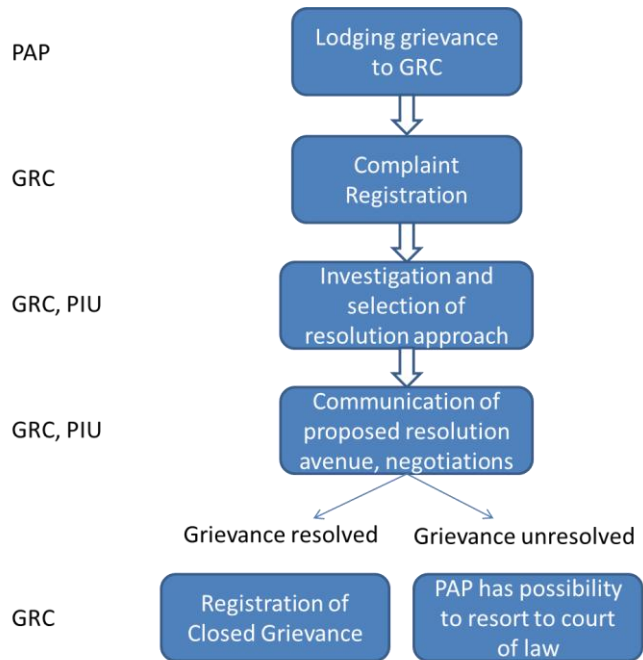 PAP
Lodging grievance
to GRC
GRC
Complaint
Registration
GRC, PIU
Investigation and
selection of
resolution approach
GRC, PIU
Communication of
proposed resolution
avenue, negotiations
Grievance resolved
Grievance unresolved
GRC
Registration of
Closed Grievance
PAP has possibility
to resort to court
of law